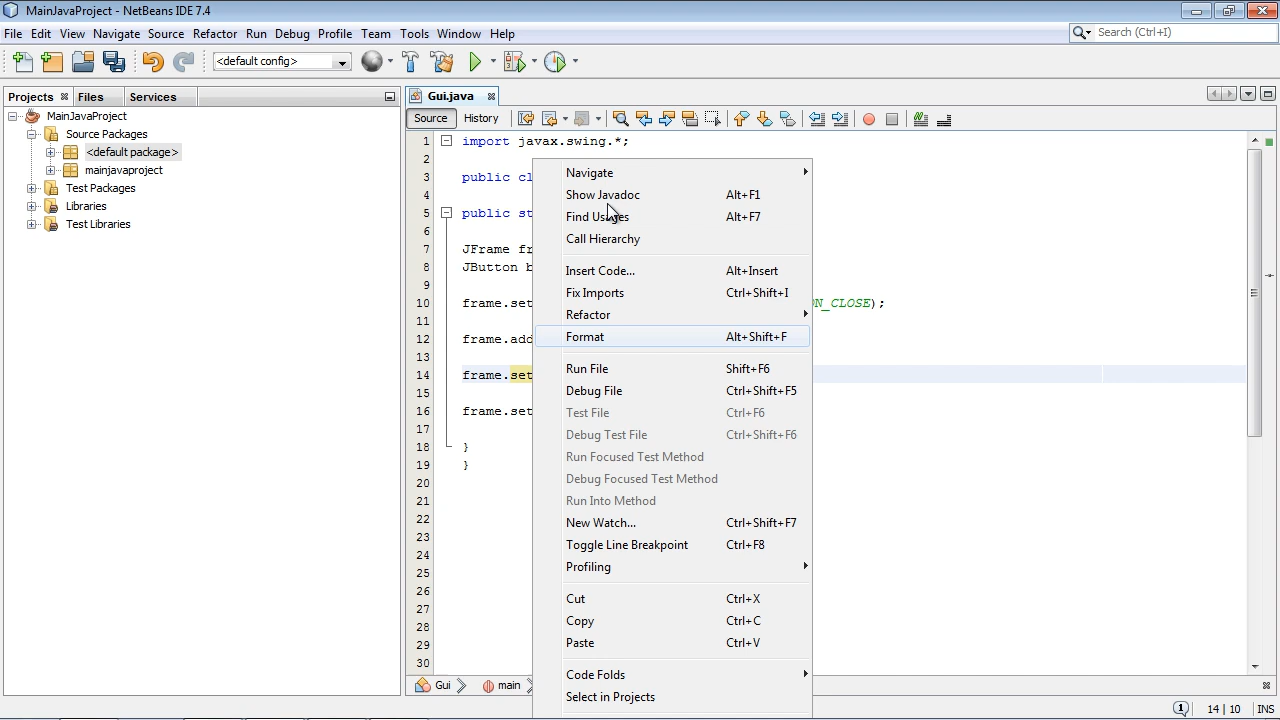 MainJavaProject - NetBeans IDE 7.4
File Edit View Navigate Source Refactor Run Debug Profile Team Tools Window Help
Search (Ctrl+I)
<default config>
Projects Files Services
Gui.java
MainJavaProject
Source Packages
<default package>
mainjavaproject
Test Packages
Libraries
Test Libraries
Source History
1 import javax.swing.*;
2
3 public cl
4
5 public st
6
7 JFrame fr
8 JButton b
9
10 frame.set ON_CLOSE);
11
12 frame.add
13
14 frame.set
15
16 frame.set
17
18 }
19 }
20
21
22
23
24
25
26
27
28
29
30
Navigate
Show Javadoc Alt+F1
Find Usages Alt+F7
Call Hierarchy
Insert Code... Alt+Insert
Fix Imports Ctrl+Shift+I
Refactor
Format Alt+Shift+F
Run File Shift+F6
Debug File Ctrl+Shift+F5
Test File Ctrl+F6
Debug Test File Ctrl+Shift+F6
Run Focused Test Method
Debug Focused Test Method
Run Into Method
New Watch... Ctrl+Shift+F7
Toggle Line Breakpoint Ctrl+F8
Profiling
Cut Ctrl+X
Copy Ctrl+C
Paste Ctrl+V
Code Folds
Select in Projects
Gui main
1 14 | 10 INS